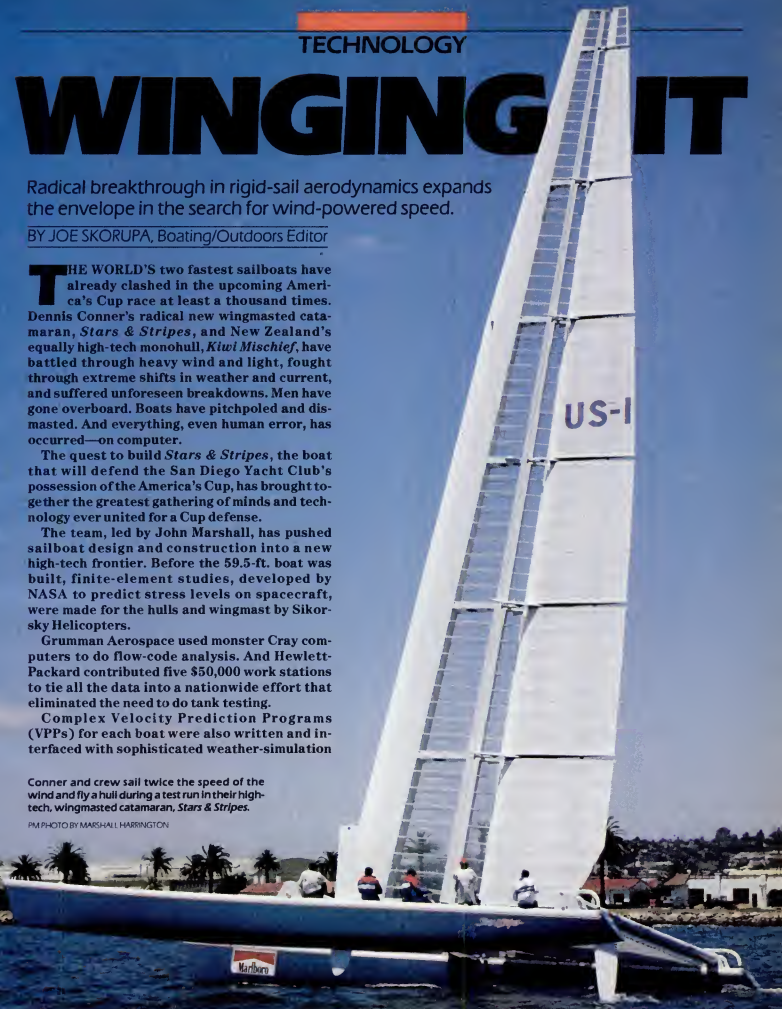 TECHNOLOGY
WINGING IT
Radical breakthrough in rigid-sail aerodynamics expands
the envelope in the search for wind-powered speed.
BY JOE SKORUPA, Boating/Outdoors Editor
THE WORLD'S two fastest sailboats have
already clashed in the upcoming Ameri-
ca's Cup race at least a thousand times.
Dennis Conner's radical new wingmasted cata-
maran, Stars & Stripes, and New Zealand's
equally high-tech monohull, Kiwi Mischief, have
battled through heavy wind and light, fought
through extreme shifts in weather and current,
and suffered unforeseen breakdowns. Men have
gone overboard. Boats have pitchpoled and dis-
masted. And everything, even human error, has
occurred—on computer.
The quest to build Stars & Stripes, the boat
that will defend the San Diego Yacht Club's
possession of the America's Cup, has brought to-
gether the greatest gathering of minds and tech-
nology ever united for a Cup defense.
The team, led by John Marshall, has pushed
sailboat design and construction into a new
high-tech frontier. Before the 59.5-ft. boat was
built, finite-element studies, developed by
NASA to predict stress levels on spacecraft,
were made for the hulls and wingmast by Sikor-
sky Helicopters.
Grumman Aerospace used monster Cray com-
puters to do flow-code analysis. And Hewlett-
Packard contributed five $50,000 work stations
to tie all the data into a nationwide effort that
eliminated the need to do tank testing.
Complex Velocity Prediction Programs
(VPPs) for each boat were also written and in-
terfaced with sophisticated weather-simulation
Conner and crew sail twice the speed of the
wind and fly a hull during a test run in their high-
tech, wingmasted catamaran, Stars & Stripes.
PM PHOTO BY MARSHALL HARRINGTON
US-1
Marlboro